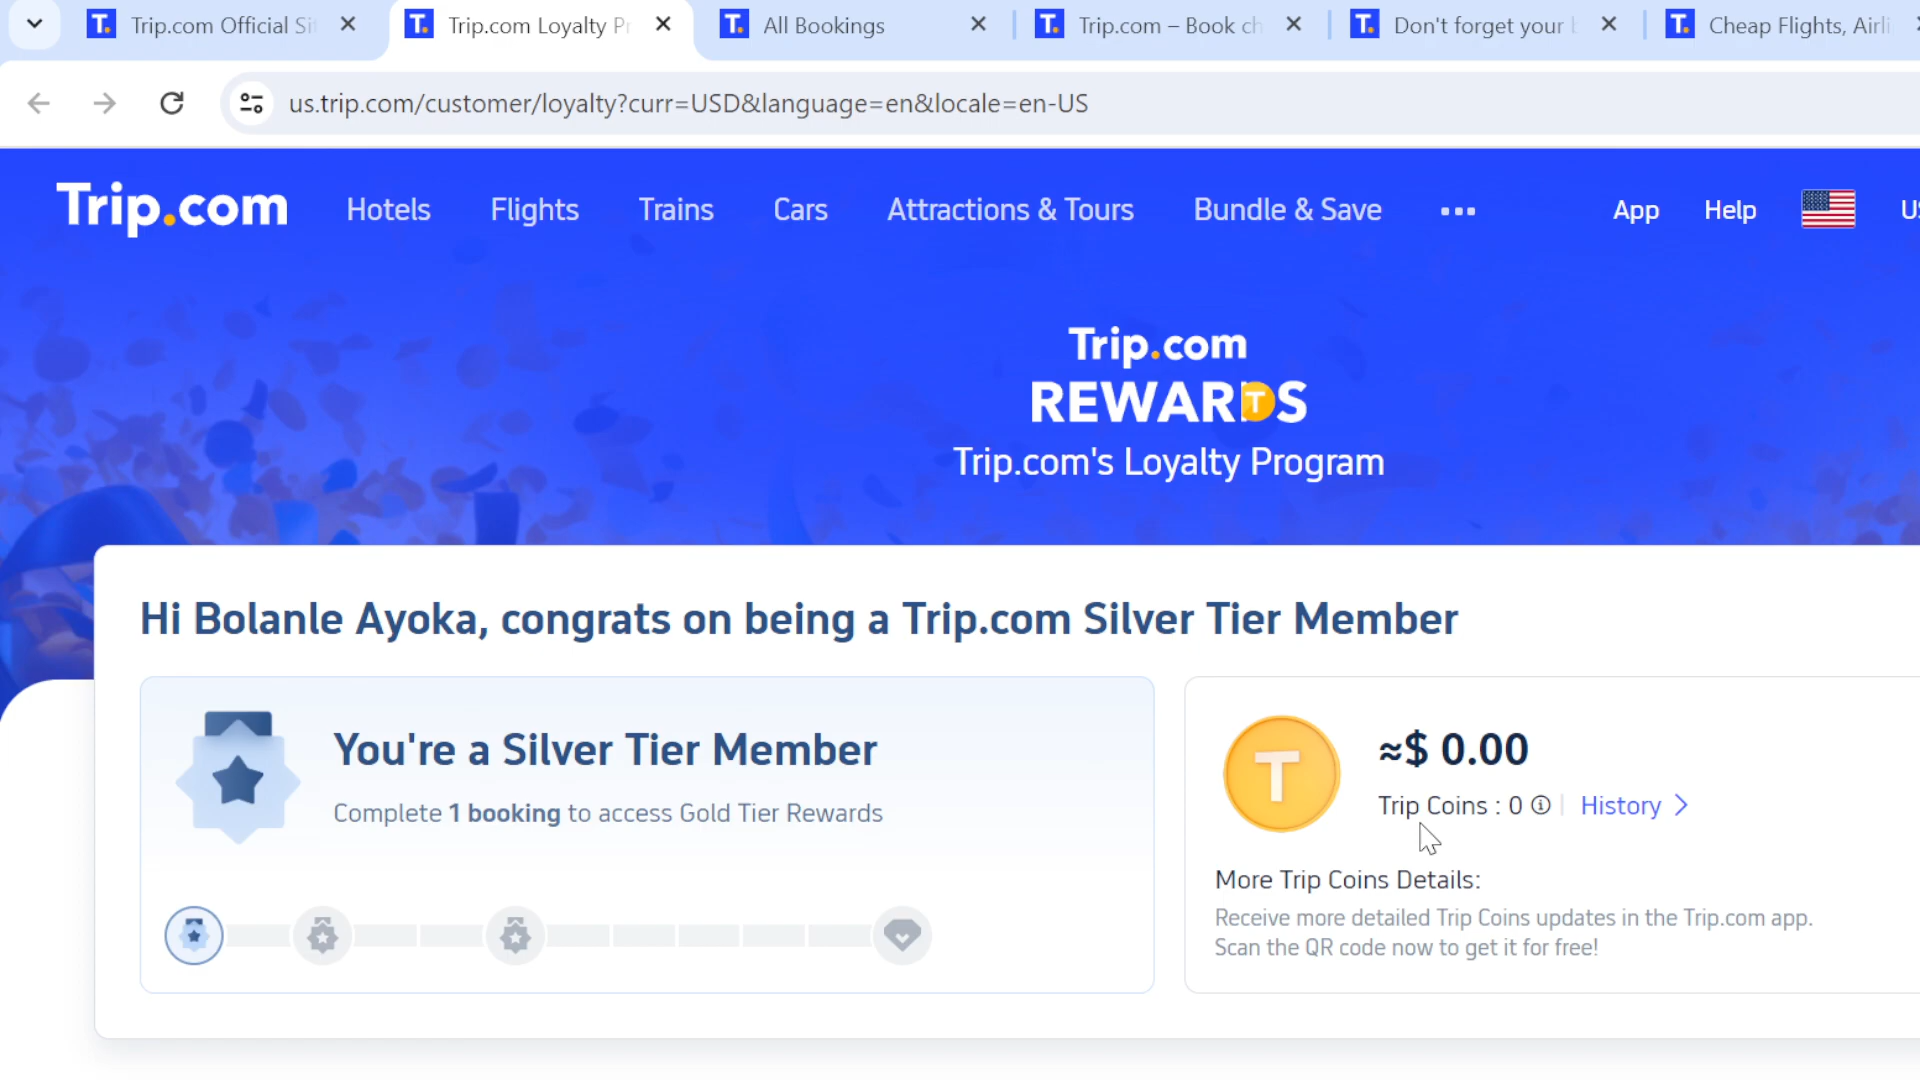 Trip.com Official Si
Trip.com Loyalty Pr
All Bookings
Trip.com – Book ch
Don't forget your b
Cheap Flights, Airli
us.trip.com/customer/loyalty?curr=USD&language=en&locale=en-US
Trip.com
Hotels
Flights
Trains
Cars
Attractions & Tours
Bundle & Save
App
Help
US
Trip.com
REWARDS
Trip.com's Loyalty Program
Hi Bolanle Ayoka, congrats on being a Trip.com Silver Tier Member
You're a Silver Tier Member
Complete 1 booking to access Gold Tier Rewards
≈$ 0.00
Trip Coins : 0
History
More Trip Coins Details:
Receive more detailed Trip Coins updates in the Trip.com app.
Scan the QR code now to get it for free!